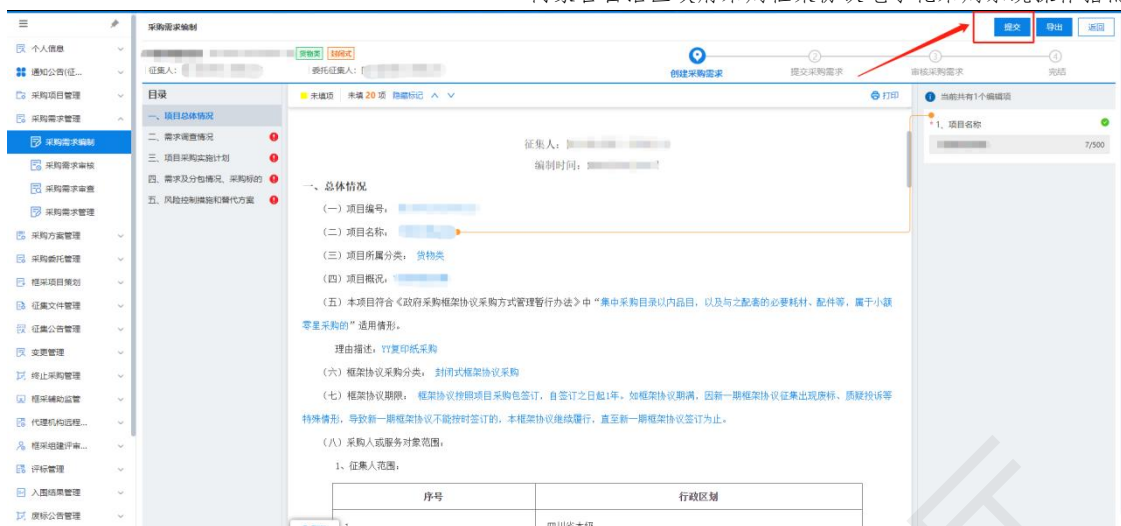 采购需求编制
提交 导出 返回
个人信息
通知公告(征...
采购项目管理
采购需求管理
采购需求编制
采购需求审核
采购需求审查
采购需求管理
采购方案管理
采购委托管理
框采项目策划
征集文件管理
征集公告管理
变更管理
终止采购管理
框采辅助监管
代理机构远程...
框采组建评审...
评标管理
入围结果管理
废标公告管理
货物类 封闭式
征集人:
委托征集人:
1 创建采购需求
2 提交采购需求
3 审核采购需求
4 完结
目录
一、项目总体情况
二、需求调查情况
三、项目采购实施计划
四、需求及分包情况、采购标的
五、风险控制措施和替代方案
未填项 未填 20 项 隐藏标记
打印
征集人:
编制时间:
一、总体情况
(一)项目编号:
(二)项目名称:
(三)项目所属分类: 货物类
(四)项目概况:
(五)本项目符合《政府采购框架协议采购方式管理暂行办法》中“集中采购目录以内品目,以及与之配套的必要耗材、配件等,属于小额
零星采购的”适用情形。
理由描述: YY复印纸采购
(六)框架协议采购分类: 封闭式框架协议采购
(七)框架协议期限: 框架协议按照项目采购包签订,自签订之日起1年。如框架协议期满,因新一期框架协议征集出现废标、质疑投诉等
特殊情形,导致新一期框架协议不能按时签订的,本框架协议继续履行,直至新一期框架协议签订为止。
(八)采购人或服务对象范围:
1、征集人范围:
序号 行政区划
当前共有1个编辑项
*1、项目名称
7/500